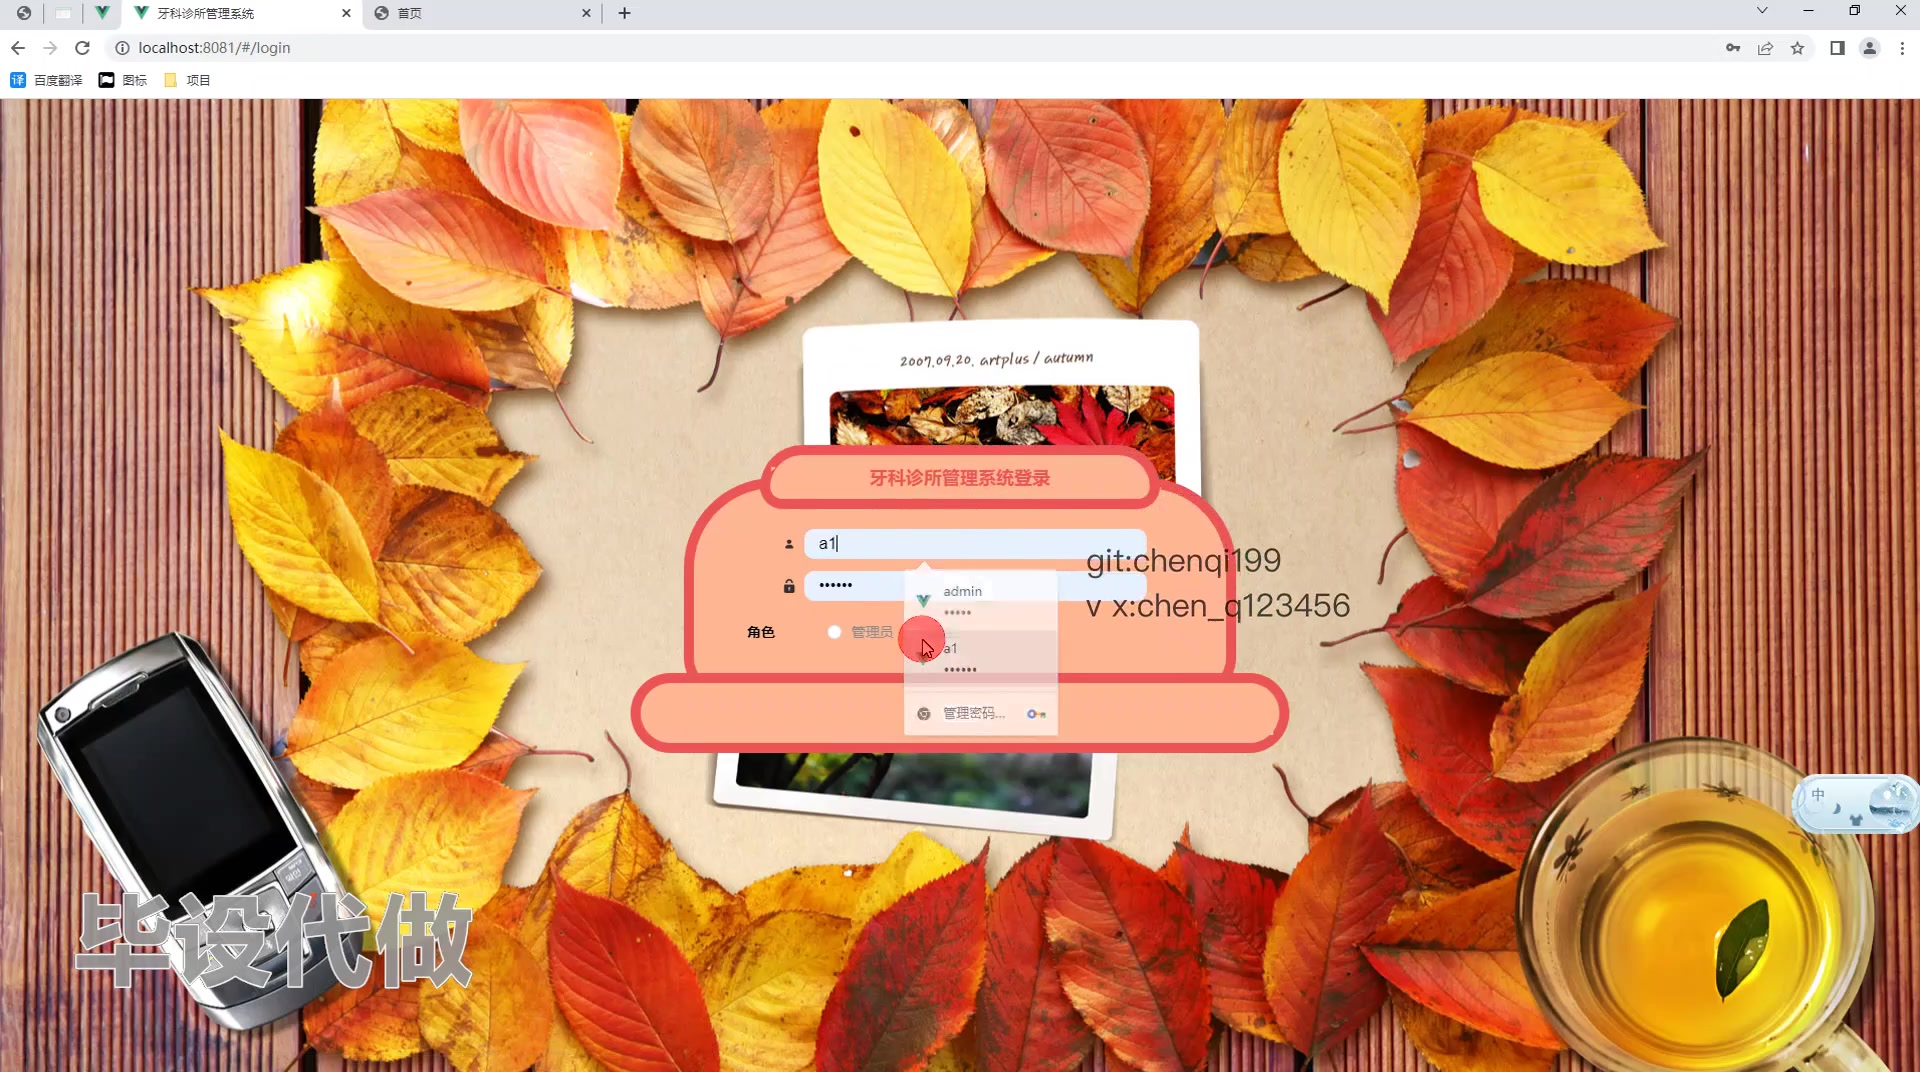 牙科诊所管理系统
首页
localhost:8081/#/login
百度翻译
图标
项目
2007.09.20. artplus / autumn
牙科诊所管理系统登录
a1
••••••
admin
•••••
角色
管理员
a1
••••••
管理密码...
git:chenqi199
v x:chen_q123456
中
毕设代做